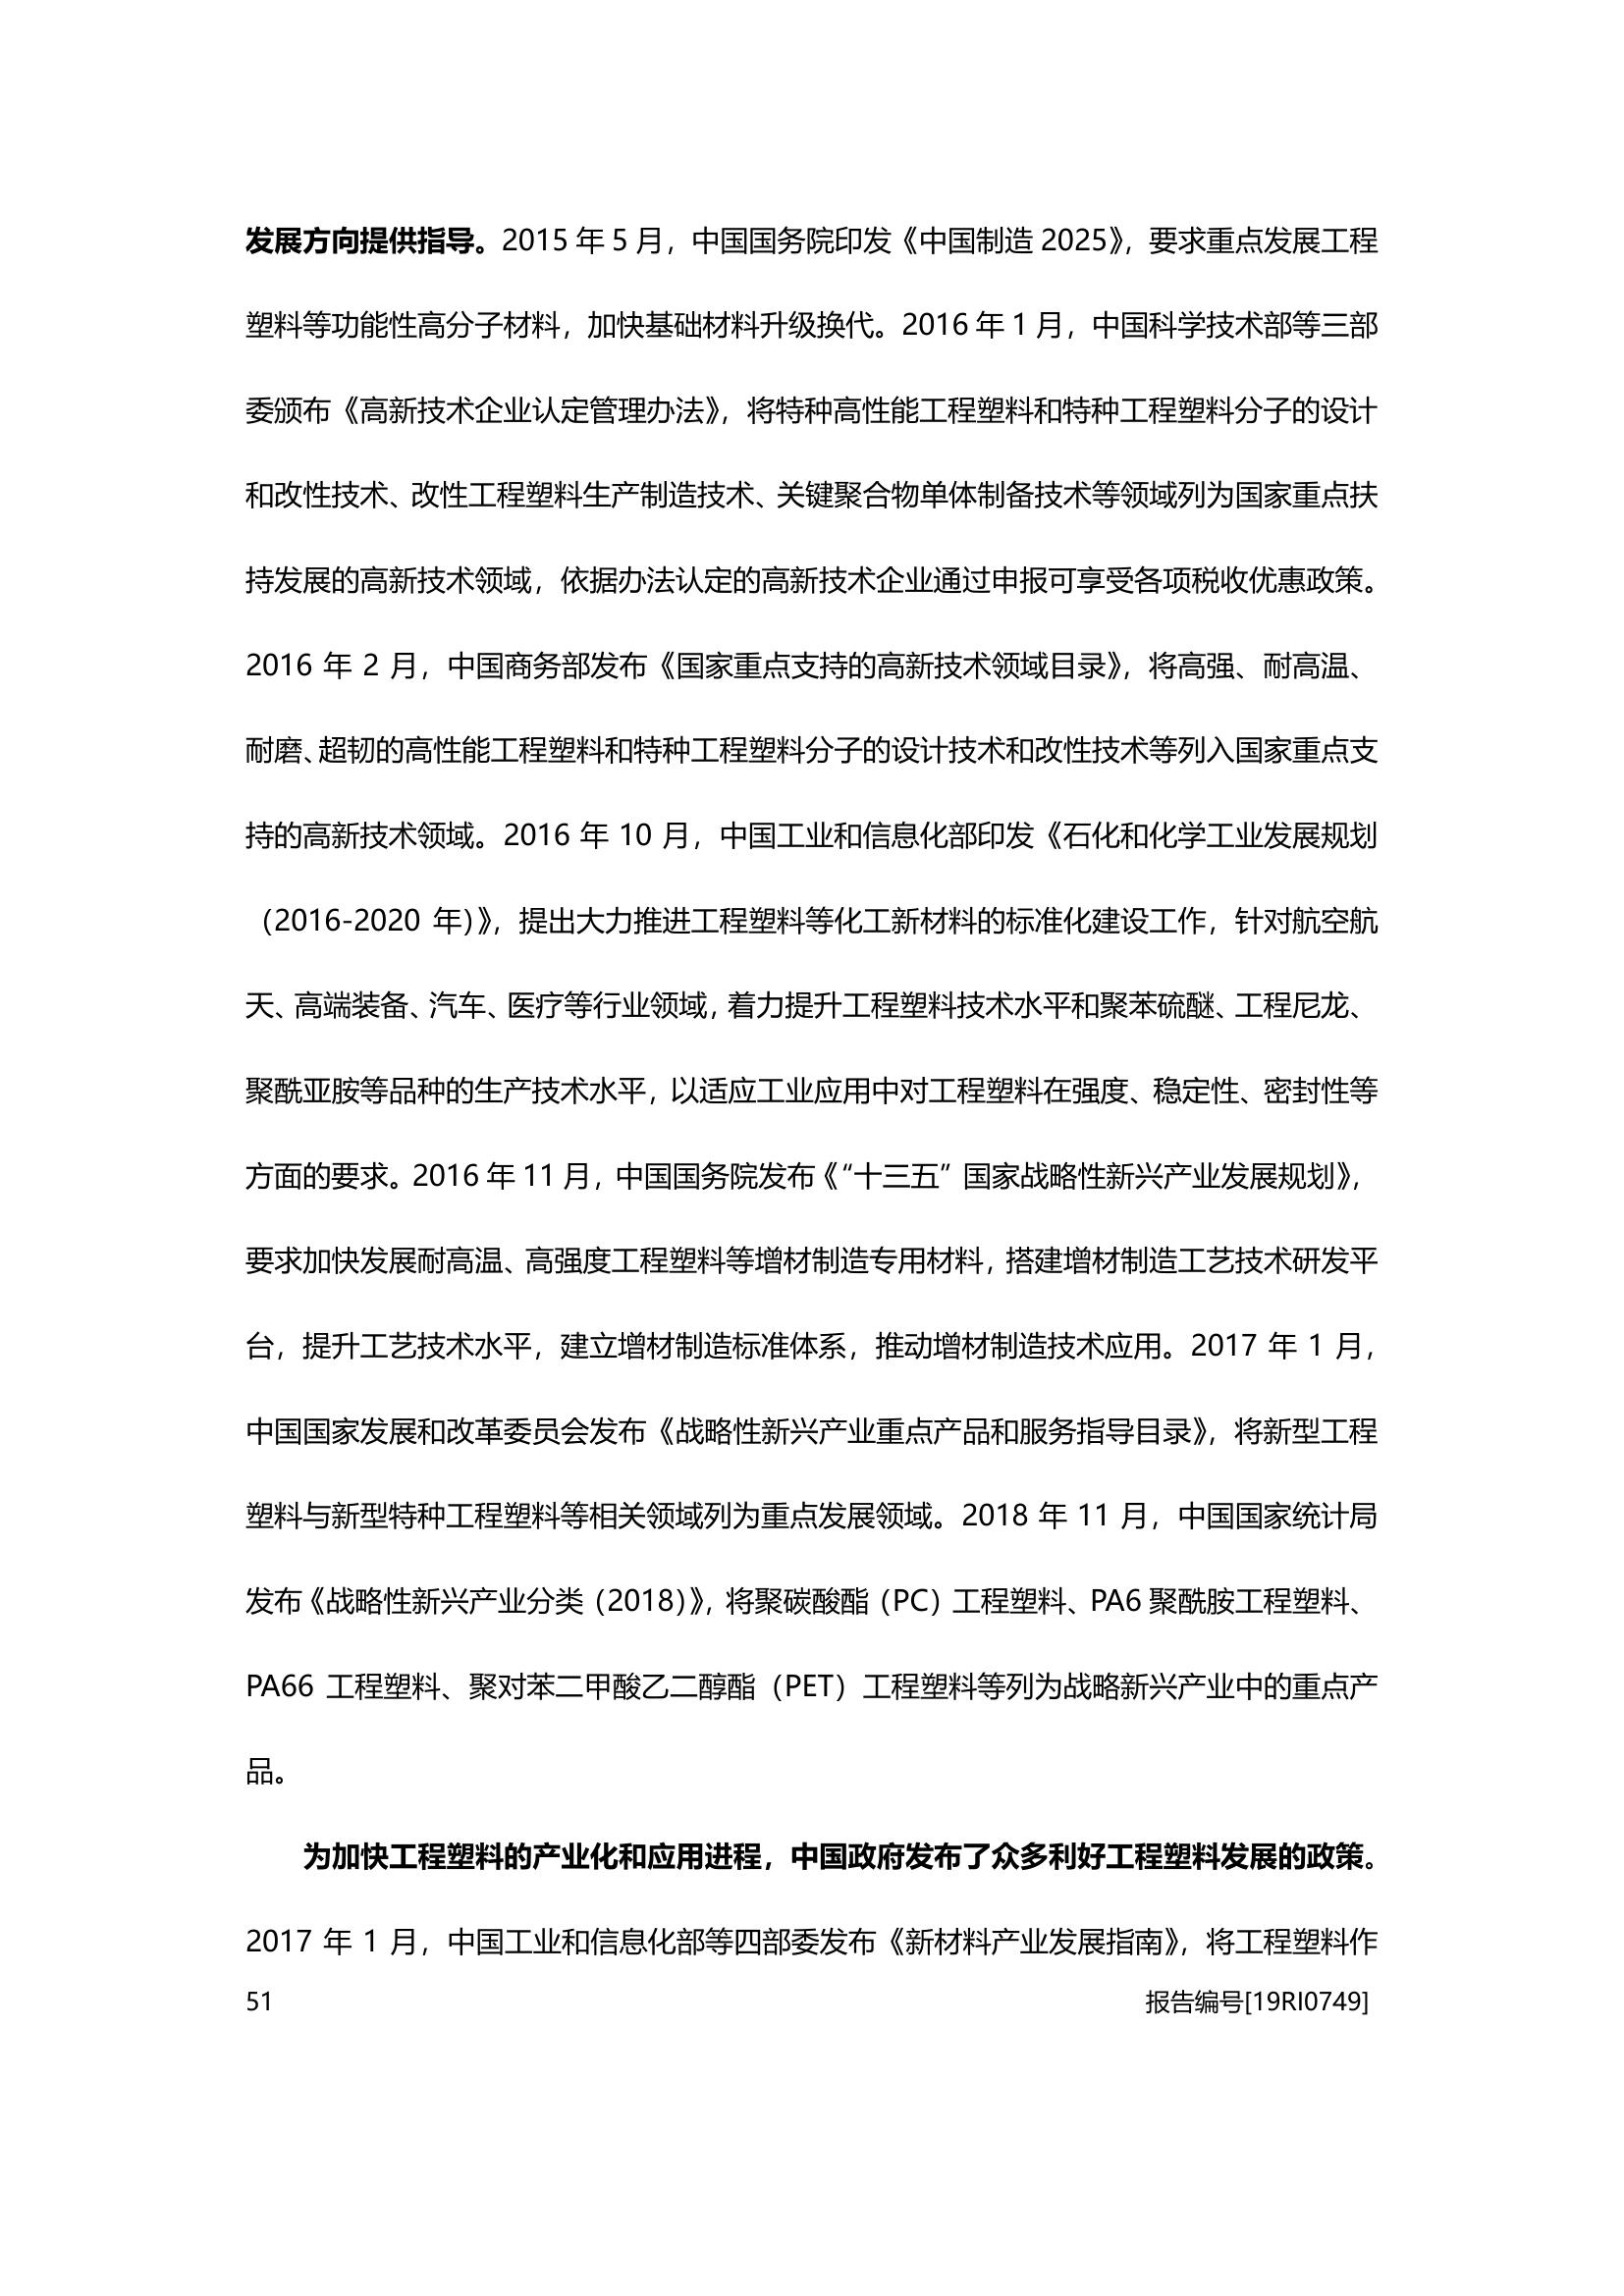 发展方向提供指导。2015 年 5 月，中国国务院印发《中国制造 2025》，要求重点发展工程
塑料等功能性高分子材料，加快基础材料升级换代。2016 年 1 月，中国科学技术部等三部
委颁布《高新技术企业认定管理办法》，将特种高性能工程塑料和特种工程塑料分子的设计
和改性技术、改性工程塑料生产制造技术、关键聚合物单体制备技术等领域列为国家重点扶
持发展的高新技术领域，依据办法认定的高新技术企业通过申报可享受各项税收优惠政策。
2016 年 2 月，中国商务部发布《国家重点支持的高新技术领域目录》，将高强、耐高温、
耐磨、超韧的高性能工程塑料和特种工程塑料分子的设计技术和改性技术等列入国家重点支
持的高新技术领域。2016 年 10 月，中国工业和信息化部印发《石化和化学工业发展规划
（2016-2020 年）》，提出大力推进工程塑料等化工新材料的标准化建设工作，针对航空航
天、高端装备、汽车、医疗等行业领域，着力提升工程塑料技术水平和聚苯硫醚、工程尼龙、
聚酰亚胺等品种的生产技术水平，以适应工业应用中对工程塑料在强度、稳定性、密封性等
方面的要求。2016 年 11 月，中国国务院发布《“十三五”国家战略性新兴产业发展规划》，
要求加快发展耐高温、高强度工程塑料等增材制造专用材料，搭建增材制造工艺技术研发平
台，提升工艺技术水平，建立增材制造标准体系，推动增材制造技术应用。2017 年 1 月，
中国国家发展和改革委员会发布《战略性新兴产业重点产品和服务指导目录》，将新型工程
塑料与新型特种工程塑料等相关领域列为重点发展领域。2018 年 11 月，中国国家统计局
发布《战略性新兴产业分类（2018）》，将聚碳酸酯（PC）工程塑料、PA6 聚酰胺工程塑料、
PA66 工程塑料、聚对苯二甲酸乙二醇酯（PET）工程塑料等列为战略新兴产业中的重点产
品。
为加快工程塑料的产业化和应用进程，中国政府发布了众多利好工程塑料发展的政策。
2017 年 1 月，中国工业和信息化部等四部委发布《新材料产业发展指南》，将工程塑料作
51 报告编号[19RI0749]